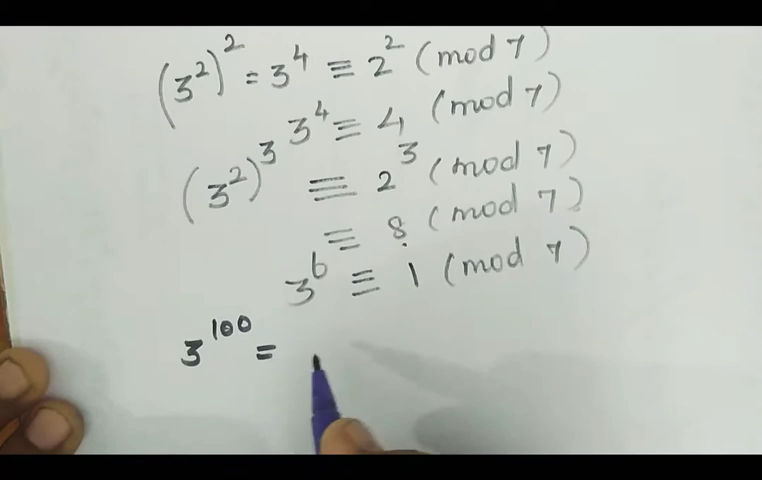 (3²)² = 3⁴ ≡ 2² (mod 7)
3⁴ ≡ 4 (mod 7)
(3²)³ ≡ 2³ (mod 7)
≡ 8 (mod 7)
3⁶ ≡ 1 (mod 7)
3¹⁰⁰ =